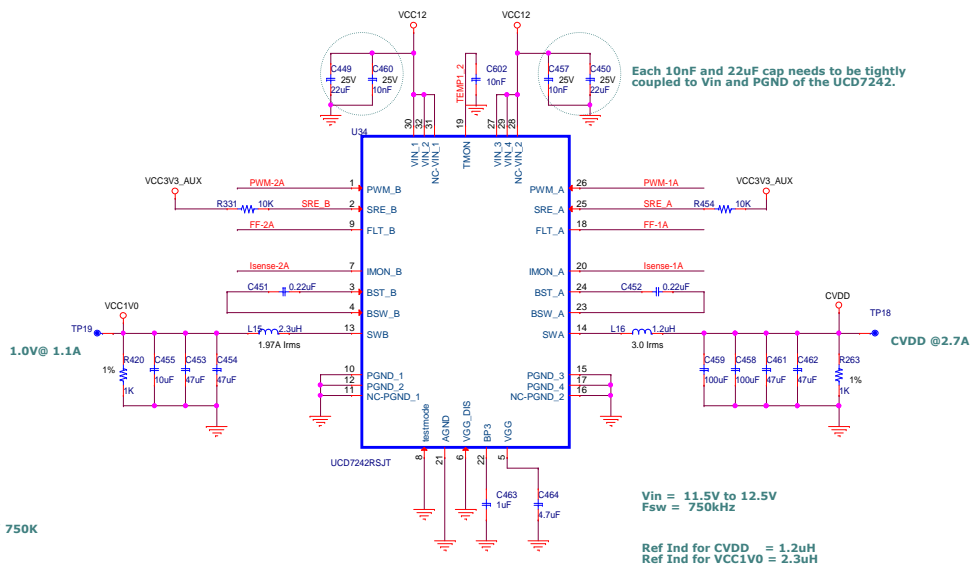 VCC12
VCC12
C449
25V
22uF
C460
25V
10nF
TEMP1_2
C602
10nF
C457
25V
10nF
C450
25V
22uF
Each 10nF and 22uF cap needs to be tightly
coupled to Vin and PGND of the UCD7242.
U34
30
32
31
19
27
29
28
VIN_1
VIN_2
NC-VIN_1
TMON
VIN_3
VIN_4
NC-VIN_2
VCC3V3_AUX
PWM-2A
1
PWM_B
PWM_A
26
PWM-1A
VCC3V3_AUX
R331
10K
SRE_B
2
SRE_B
SRE_A
25
SRE_A
R454
10K
FF-2A
9
FLT_B
FLT_A
18
FF-1A
Isense-2A
7
IMON_B
IMON_A
20
Isense-1A
C451
0.22uF
3
BST_B
BST_A
24
C452
0.22uF
4
BSW_B
BSW_A
23
VCC1V0
CVDD
TP19
L15
2.3uH
13
SWB
SWA
14
L16
1.2uH
TP18
1.97A Irms
3.0 Irms
1.0V@ 1.1A
CVDD @2.7A
R420
1%
1K
C455
10uF
C453
47uF
C454
47uF
10
PGND_1
12
PGND_2
11
NC-PGND_1
PGND_3
15
PGND_4
17
NC-PGND_2
16
C459
100uF
C458
100uF
C461
47uF
C462
47uF
R263
1%
1K
testmode
AGND
VGG_DIS
BP3
VGG
UCD7242RSJT
8
21
6
22
5
C463
1uF
C464
4.7uF
Vin = 11.5V to 12.5V
Fsw = 750kHz
750K
Ref Ind for CVDD = 1.2uH
Ref Ind for VCC1V0 = 2.3uH